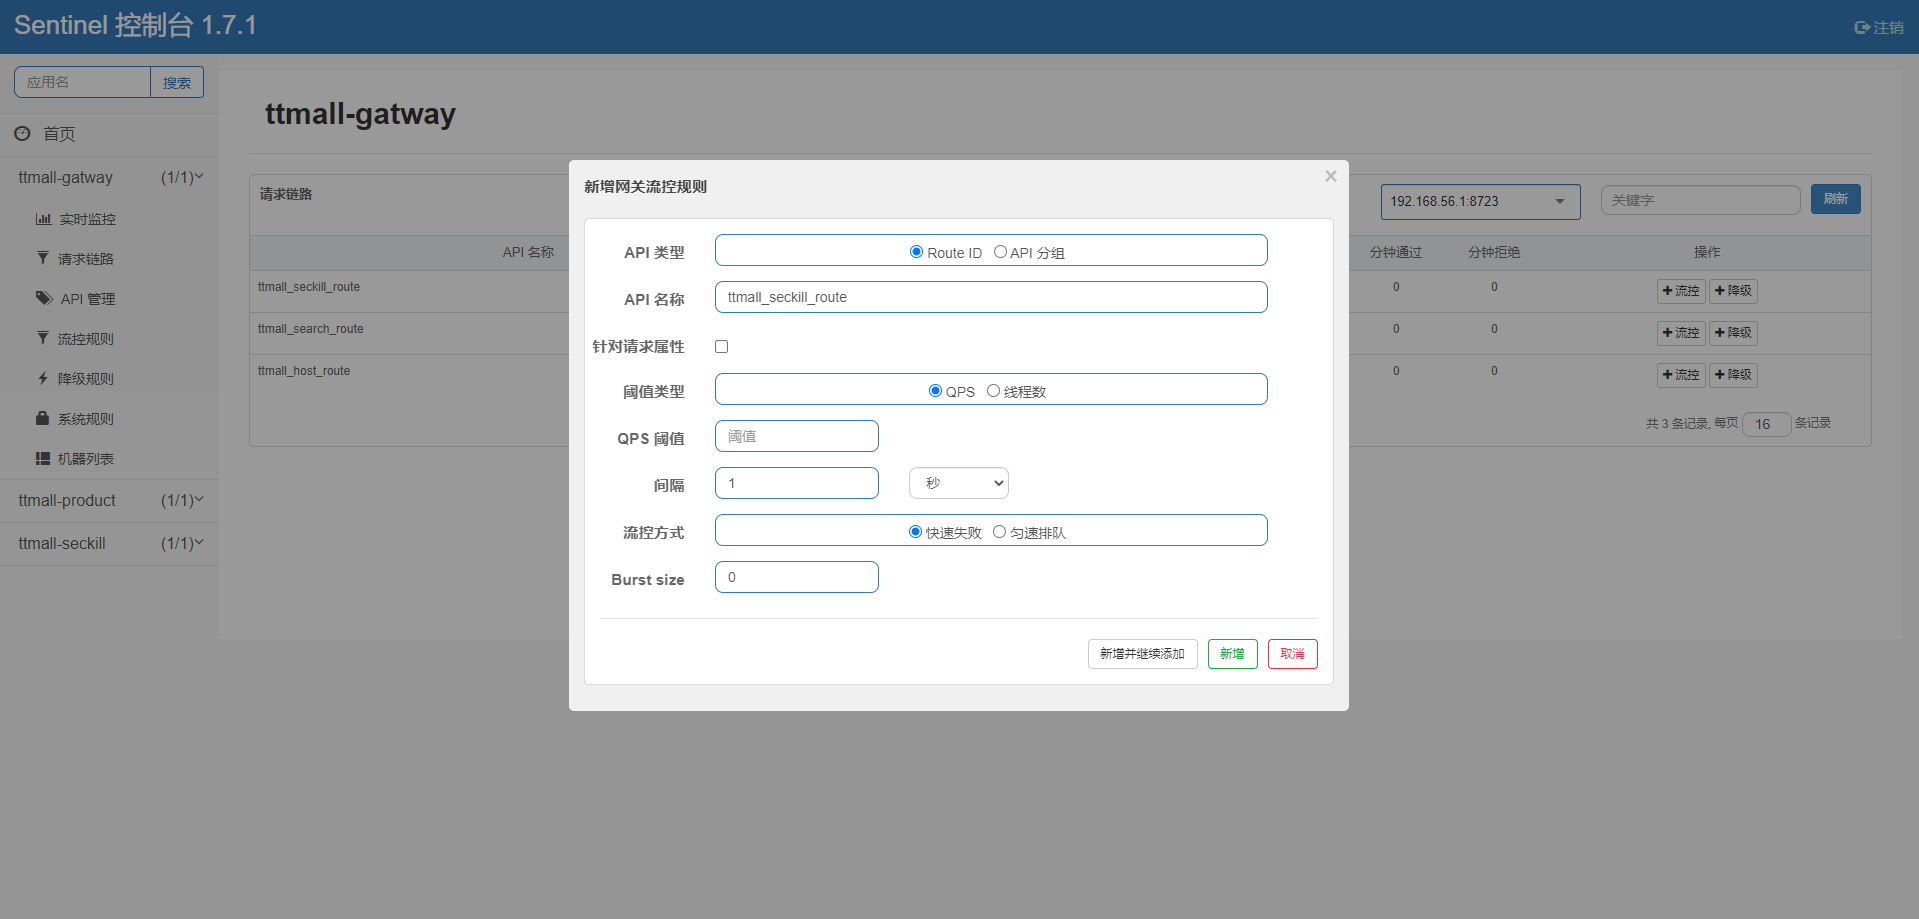 Sentinel 控制台 1.7.1
注销
应用名
搜索
首页
ttmall-gatway (1/1)
实时监控
请求链路
API 管理
流控规则
降级规则
系统规则
机器列表
ttmall-product (1/1)
ttmall-seckill (1/1)
ttmall-gatway
请求链路
192.168.56.1:8723
关键字
刷新
API 名称
分钟通过
分钟拒绝
操作
ttmall_seckill_route
0
0
流控
降级
ttmall_search_route
0
0
流控
降级
ttmall_host_route
0
0
流控
降级
共 3 条记录, 每页 16 条记录
新增网关流控规则
×
API 类型
Route ID
API 分组
API 名称
ttmall_seckill_route
针对请求属性
阈值类型
QPS
线程数
QPS 阈值
阈值
间隔
1
秒
流控方式
快速失败
匀速排队
Burst size
0
新增并继续添加
新增
取消